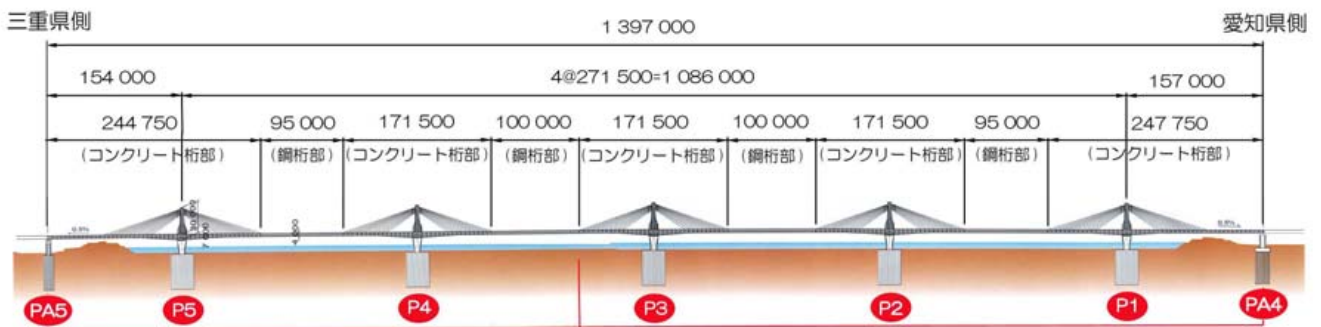 三重県側 愛知県側
1 397 000
154 000 4@271 500=1 086 000 157 000
244 750 95 000 171 500 100 000 171 500 100 000 171 500 95 000 247 750
(コンクリート桁部) (鋼桁部) (コンクリート桁部) (鋼桁部) (コンクリート桁部) (鋼桁部) (コンクリート桁部) (鋼桁部) (コンクリート桁部)
PA5 P5 P4 P3 P2 P1 PA4